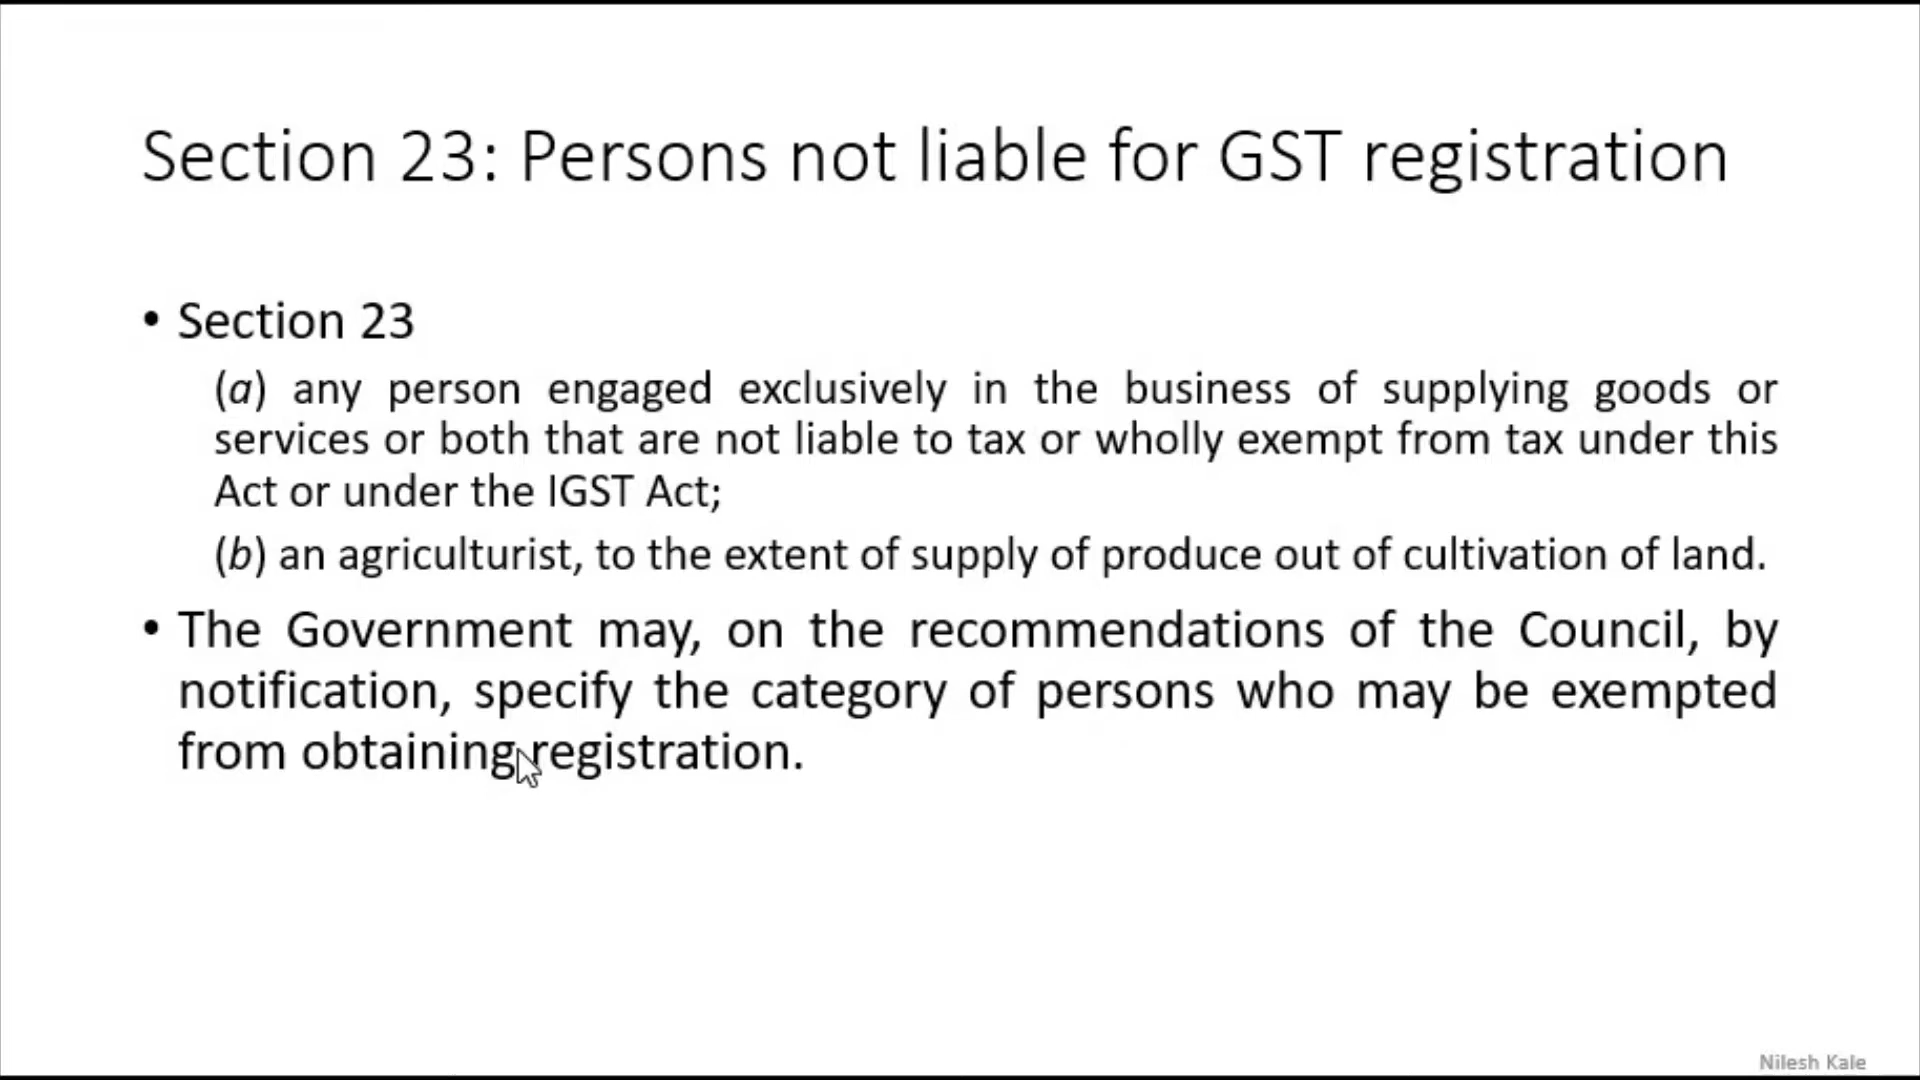 Section 23: Persons not liable for GST registration
• Section 23
(a) any person engaged exclusively in the business of supplying goods or
services or both that are not liable to tax or wholly exempt from tax under this
Act or under the IGST Act;
(b) an agriculturist, to the extent of supply of produce out of cultivation of land.
• The Government may, on the recommendations of the Council, by
notification, specify the category of persons who may be exempted
from obtaining registration.
Nilesh Kale